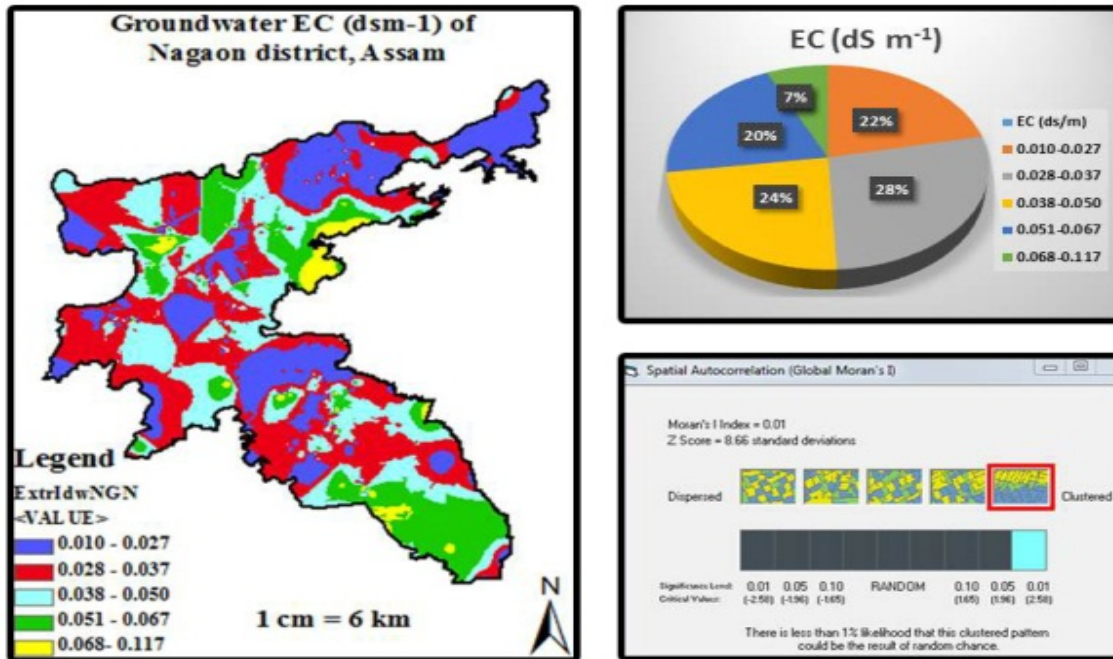 Groundwater EC (dsm-1) of
Nagaon district, Assam
Legend
ExtrIdwNGN
<VALUE>
0.010 - 0.027
0.028 - 0.037
0.038 - 0.050
0.051 - 0.067
0.068- 0.117
1 cm = 6 km
N
EC (dS m⁻¹)
7%
22%
20%
24%
28%
EC (ds/m)
0.010-0.027
0.028-0.037
0.038-0.050
0.051-0.067
0.068-0.117
Spatial Autocorrelation (Global Moran's I)
Moran's I Index = 0.01
Z Score = 8.66 standard deviations
Dispersed
Clustered
Significance Level: 0.01 0.05 0.10 RANDOM 0.10 0.05 0.01
Critical Values: (-2.58) (-1.96) (-1.65) (1.65) (1.96) (2.58)
There is less than 1% likelihood that this clustered pattern
could be the result of random chance.